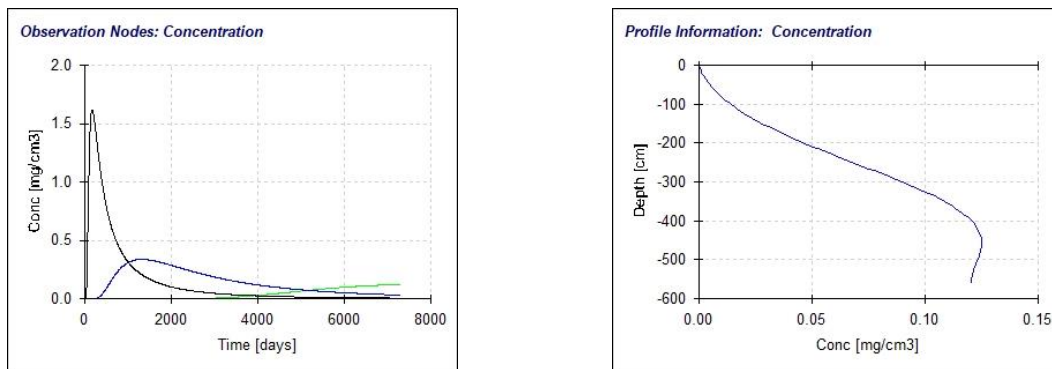 Observation Nodes: Concentration
2.0
1.5
1.0
0.5
0.0
Conc [mg/cm3]
0 2000 4000 6000 8000
Time [days]
Profile Information: Concentration
0
-100
-200
-300
-400
-500
-600
Depth [cm]
0.00 0.05 0.10 0.15
Conc [mg/cm3]